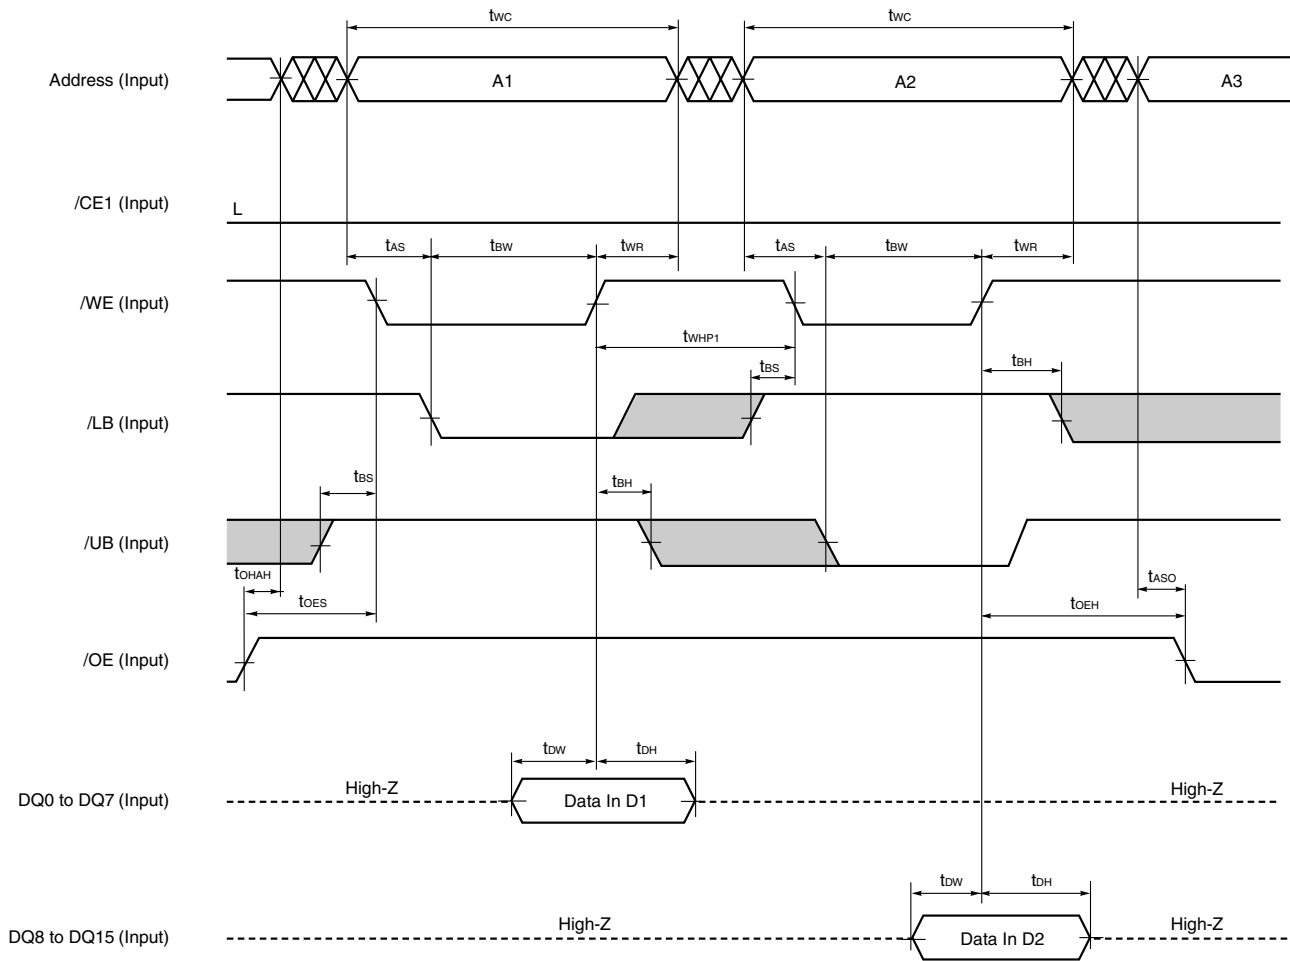 tWC tWC
Address (Input) A1 A2 A3
/CE1 (Input) L
tAS tBW tWR tAS tBW tWR
/WE (Input)
tWHP1
tBS tBH
/LB (Input)
tBS tBH
/UB (Input)
tOHAH tASO
tOES tOEH
/OE (Input)
tDW tDH
High-Z High-Z
DQ0 to DQ7 (Input) Data In D1
tDW tDH
High-Z High-Z
DQ8 to DQ15 (Input) Data In D2